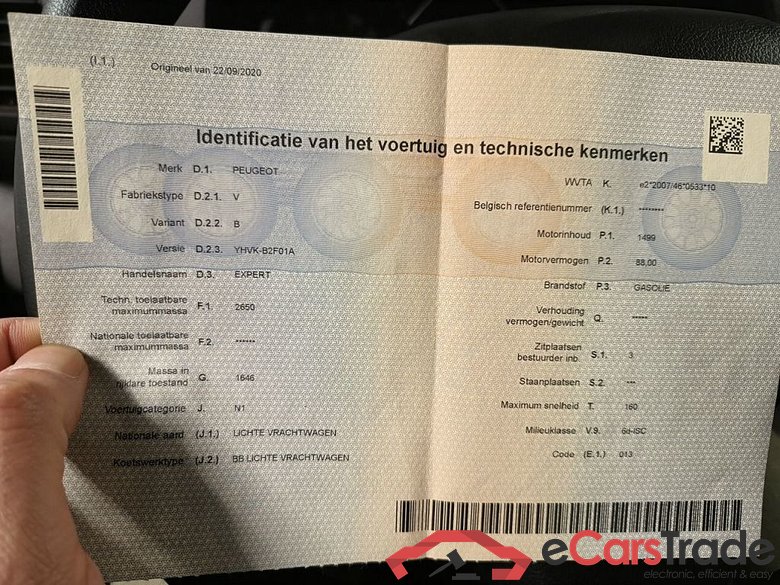 (I.1.) Origineel van 22/09/2020
Identificatie van het voertuig en technische kenmerken
Merk D.1. PEUGEOT
Fabriekstype D.2.1. V
Variant D.2.2. B
Versie D.2.3. YHVK-B2F01A
Handelsnaam D.3. EXPERT
Techn. toelaatbare
maximummassa F.1. 2650
Nationale toelaatbare
maximummassa F.2. ------
Massa in
rijklare toestand G. 1646
Voertuigcategorie J. N1
Nationale aard (J.1.) LICHTE VRACHTWAGEN
Koetswerktype (J.2.) BB LICHTE VRACHTWAGEN
WVTA K. e2*2007/46*0533*10
Belgisch referentienummer (K.1.) --------
Motorinhoud P.1. 1499
Motorvermogen P.2. 88,00
Brandstof P.3. GASOLIE
Verhouding
vermogen/gewicht Q. -----
Zitplaatsen
bestuurder inb. S.1. 3
Staanplaatsen S.2. ---
Maximum snelheid T. 160
Milieuklasse V.9. 6d-ISC
Code (E.1.) 013
eCarsTrade
electronic, efficient & easy